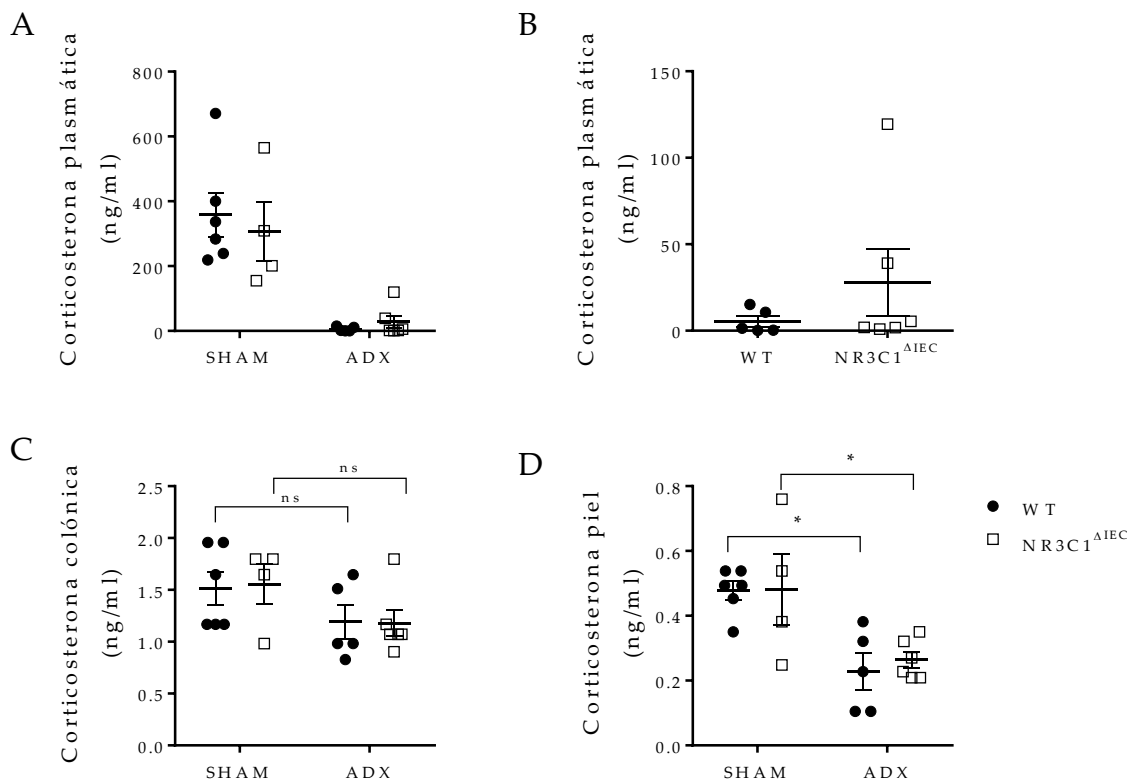 A
Corticosterona plasmática
(ng/ml)
800
600
400
200
0
SHAM
ADX
B
Corticosterona plasmática
(ng/ml)
150
100
50
0
WT
NR3C1ΔIEC
C
Corticosterona colónica
(ng/ml)
2.5
2.0
1.5
1.0
0.5
0.0
ns
ns
SHAM
ADX
D
Corticosterona piel
(ng/ml)
0.8
0.6
0.4
0.2
0.0
*
*
SHAM
ADX
WT
NR3C1ΔIEC